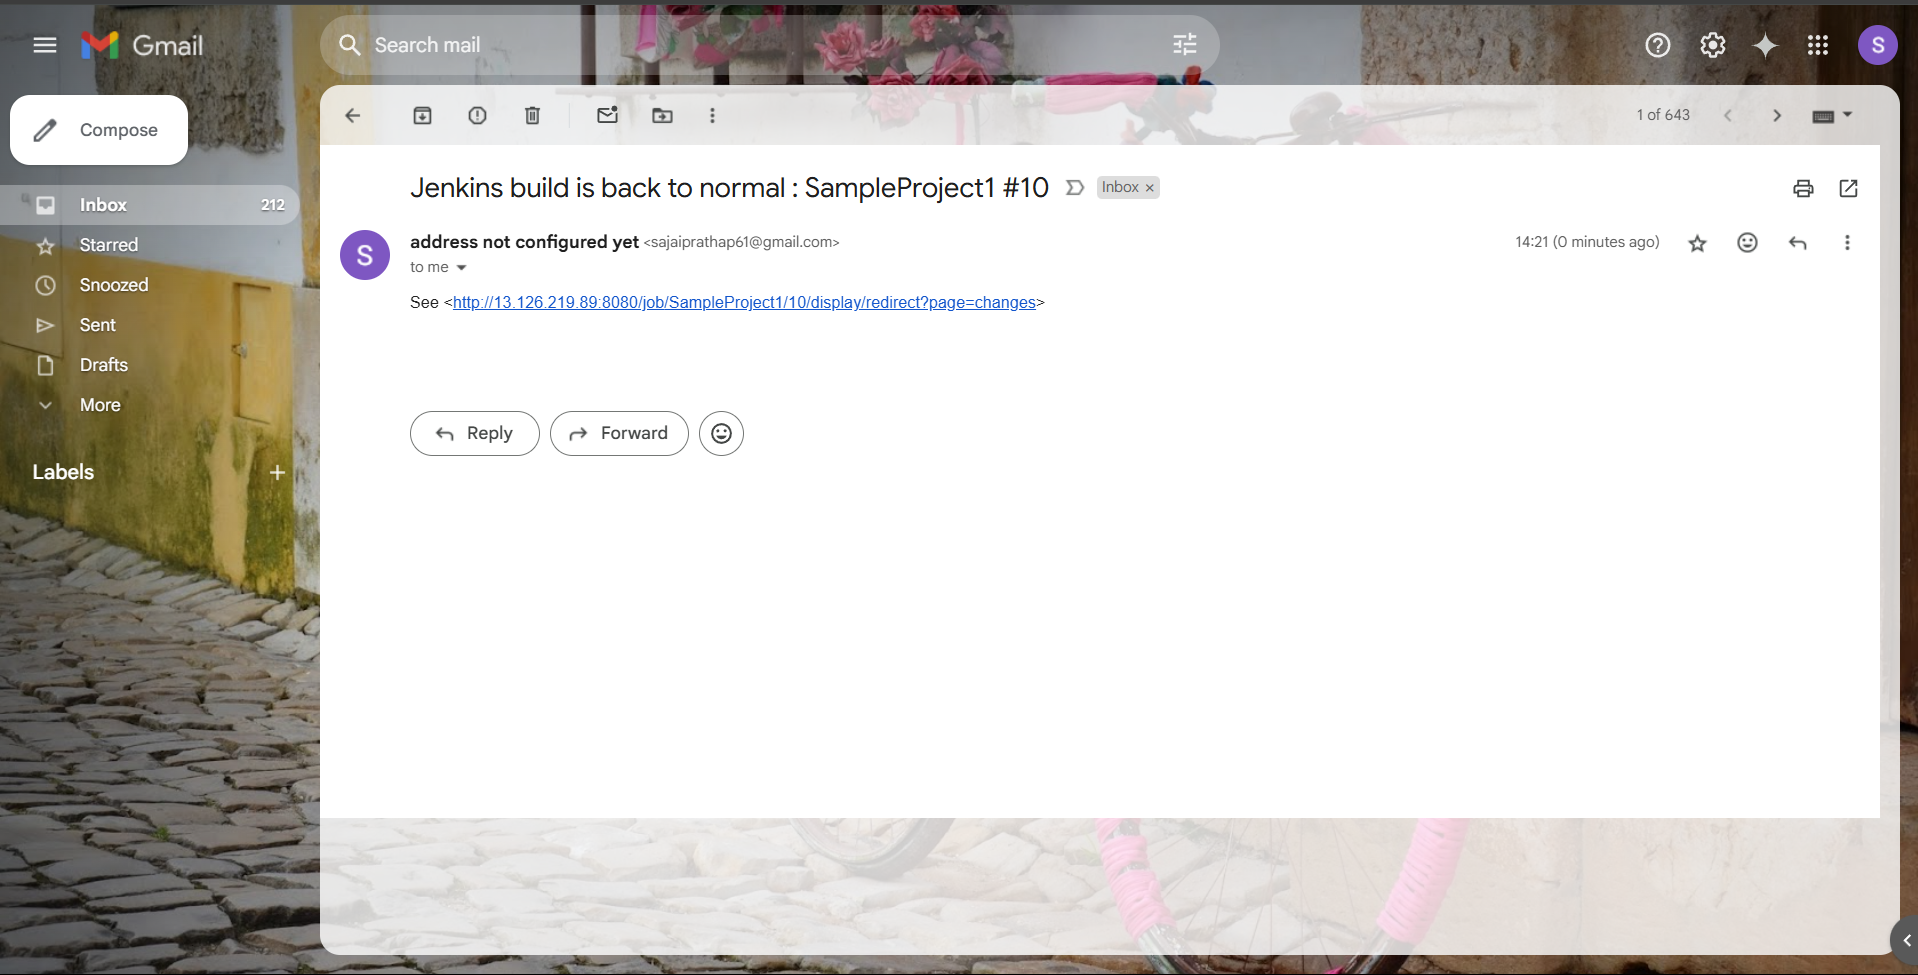 Gmail
Search mail
Compose
1 of 643
Inbox 212
Starred
Snoozed
Sent
Drafts
More
Labels
Jenkins build is back to normal : SampleProject1 #10
Inbox ×
S
address not configured yet <sajaiprathap61@gmail.com>
14:21 (0 minutes ago)
to me
See <http://13.126.219.89:8080/job/SampleProject1/10/display/redirect?page=changes>
Reply
Forward
S